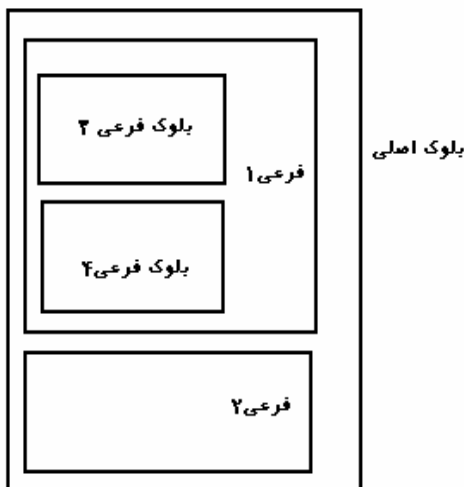 بلوک اصلی
فرعی۱
بلوک فرعی ۳
بلوک فرعی۴
فرعی۲